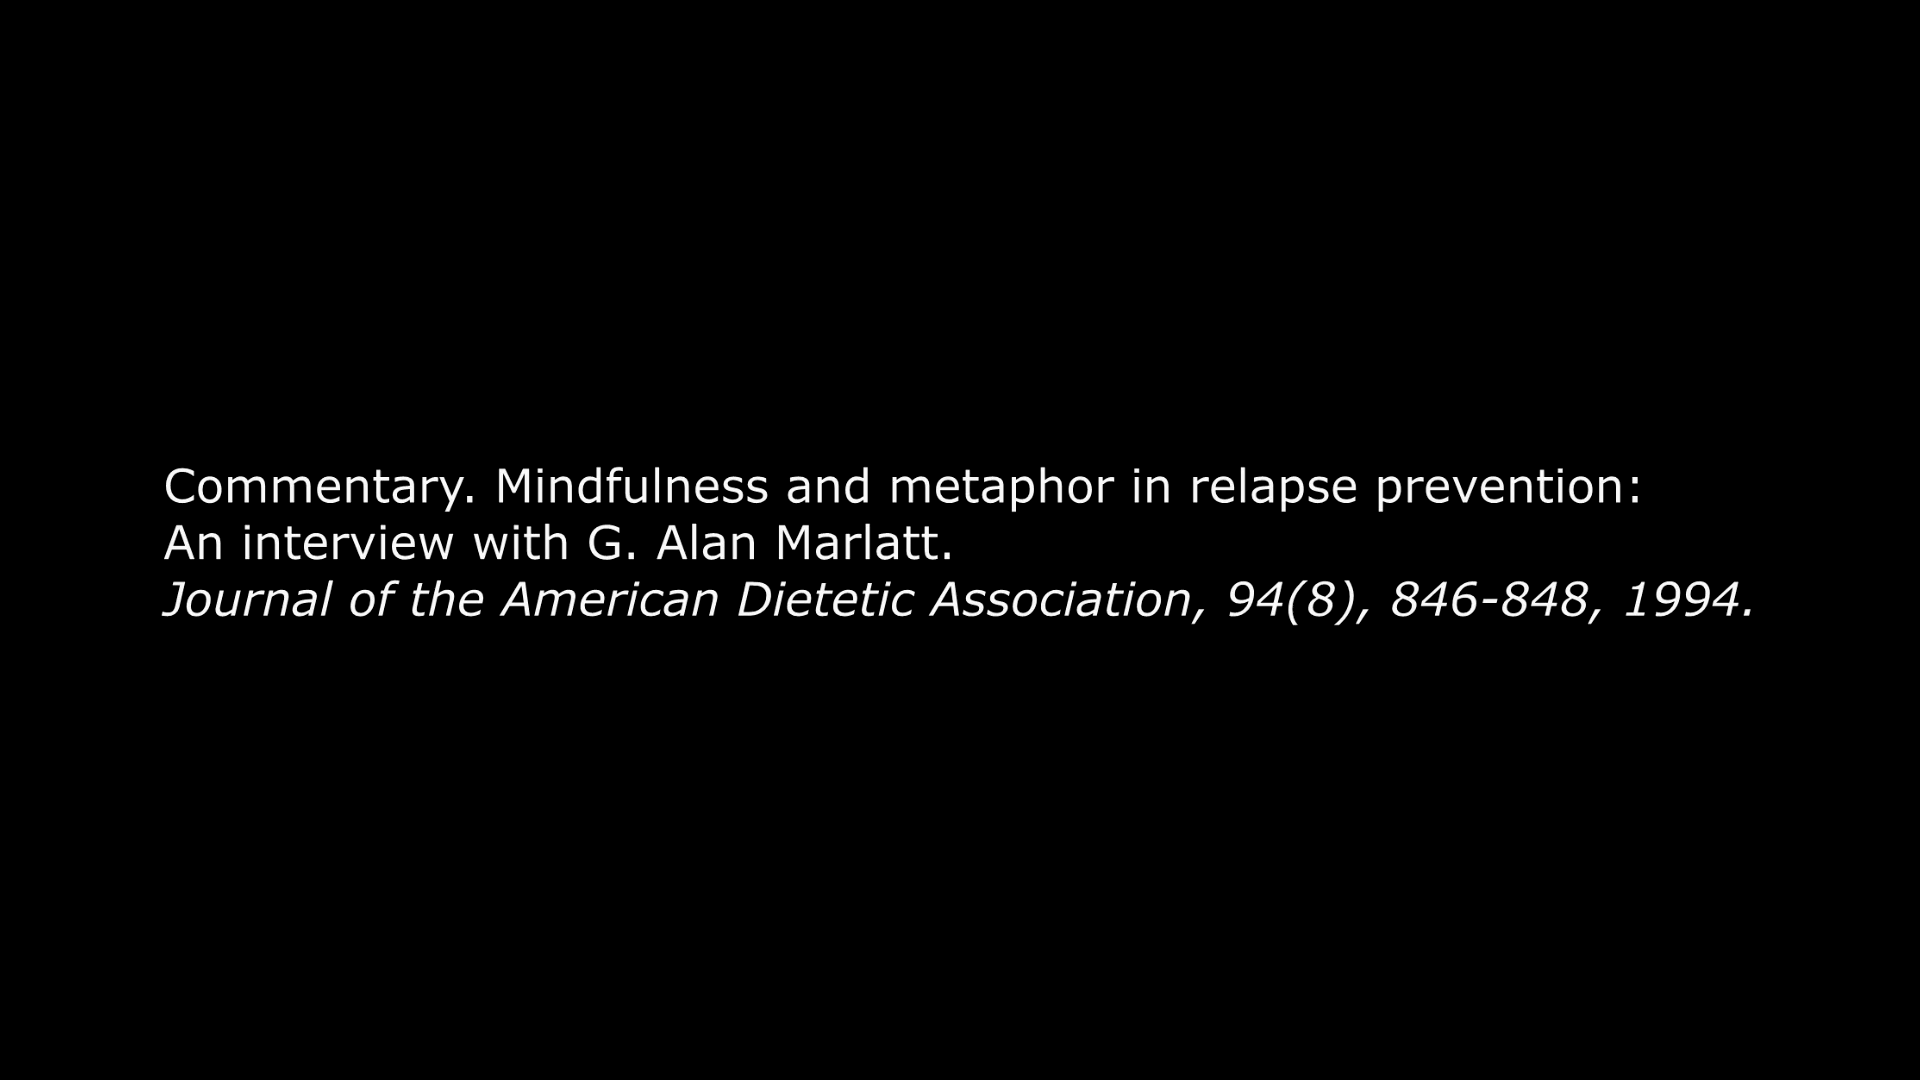 Commentary. Mindfulness and metaphor in relapse prevention:
An interview with G. Alan Marlatt.
Journal of the American Dietetic Association, 94(8), 846-848, 1994.